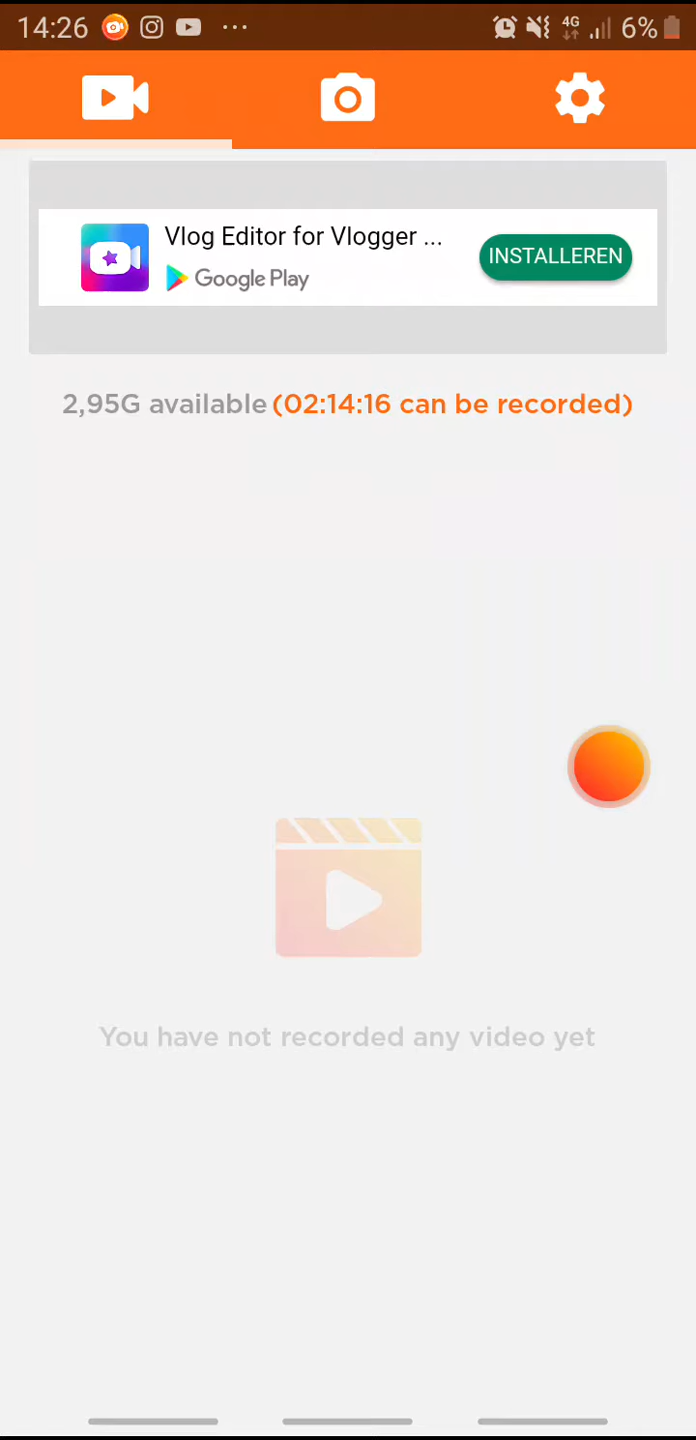 14:26 4G 6%
Vlog Editor for Vlogger ...
Google Play
INSTALLEREN
2,95G available (02:14:16 can be recorded)
You have not recorded any video yet